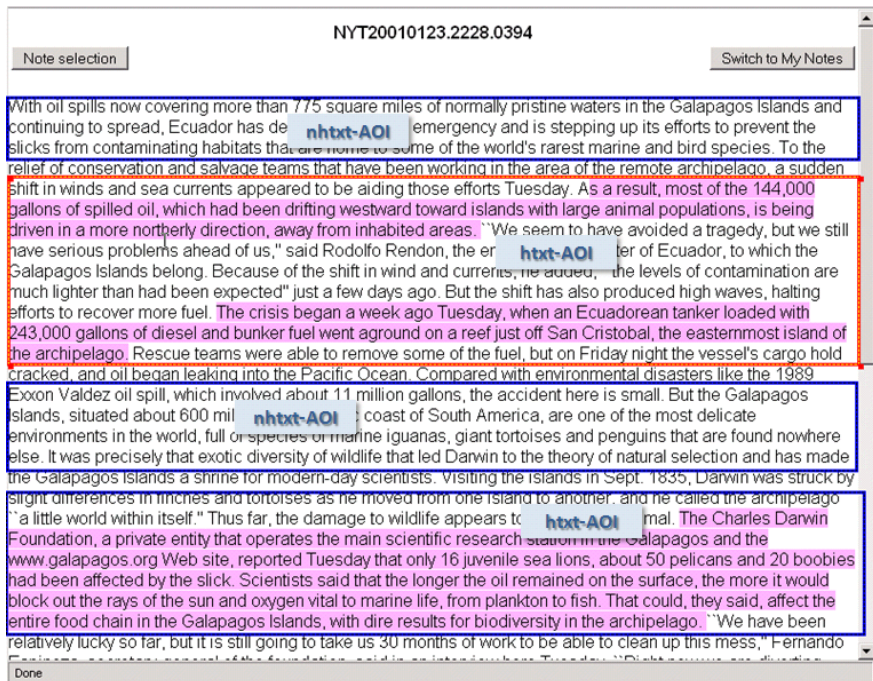 NYT20010123.2228.0394
Note selection
Switch to My Notes
With oil spills now covering more than 775 square miles of normally pristine waters in the Galapagos Islands and
continuing to spread, Ecuador has de nhtxt-AOI emergency and is stepping up its efforts to prevent the
slicks from contaminating habitats that are home to some of the world's rarest marine and bird species. To the
relief of conservation and salvage teams that have been working in the area of the remote archipelago, a sudden
shift in winds and sea currents appeared to be aiding those efforts Tuesday. As a result, most of the 144,000
gallons of spilled oil, which had been drifting westward toward islands with large animal populations, is being
driven in a more northerly direction, away from inhabited areas. ``We seem to have avoided a tragedy, but we still
have serious problems ahead of us," said Rodolfo Rendon, the en htxt-AOI ter of Ecuador, to which the
Galapagos Islands belong. Because of the shift in wind and currents, he added, ``the levels of contamination are
much lighter than had been expected" just a few days ago. But the shift has also produced high waves, halting
efforts to recover more fuel. The crisis began a week ago Tuesday, when an Ecuadorean tanker loaded with
243,000 gallons of diesel and bunker fuel went aground on a reef just off San Cristobal, the easternmost island of
the archipelago. Rescue teams were able to remove some of the fuel, but on Friday night the vessel's cargo hold
cracked, and oil began leaking into the Pacific Ocean. Compared with environmental disasters like the 1989
Exxon Valdez oil spill, which involved about 11 million gallons, the accident here is small. But the Galapagos
Islands, situated about 600 mil nhtxt-AOI coast of South America, are one of the most delicate
environments in the world, full of species of marine iguanas, giant tortoises and penguins that are found nowhere
else. It was precisely that exotic diversity of wildlife that led Darwin to the theory of natural selection and has made
the Galapagos Islands a shrine for modern-day scientists. Visiting the islands in Sept. 1835, Darwin was struck by
slight differences in finches and tortoises as he moved from one island to another. and he called the archipelago
``a little world within itself." Thus far, the damage to wildlife appears to htxt-AOI mal. The Charles Darwin
Foundation, a private entity that operates the main scientific research station in the Galapagos and the
www.galapagos.org Web site, reported Tuesday that only 16 juvenile sea lions, about 50 pelicans and 20 boobies
had been affected by the slick. Scientists said that the longer the oil remained on the surface, the more it would
block out the rays of the sun and oxygen vital to marine life, from plankton to fish. That could, they said, affect the
entire food chain in the Galapagos Islands, with dire results for biodiversity in the archipelago. ``We have been
relatively lucky so far, but it is still going to take us 30 months of work to be able to clean up this mess," Fernando
Done